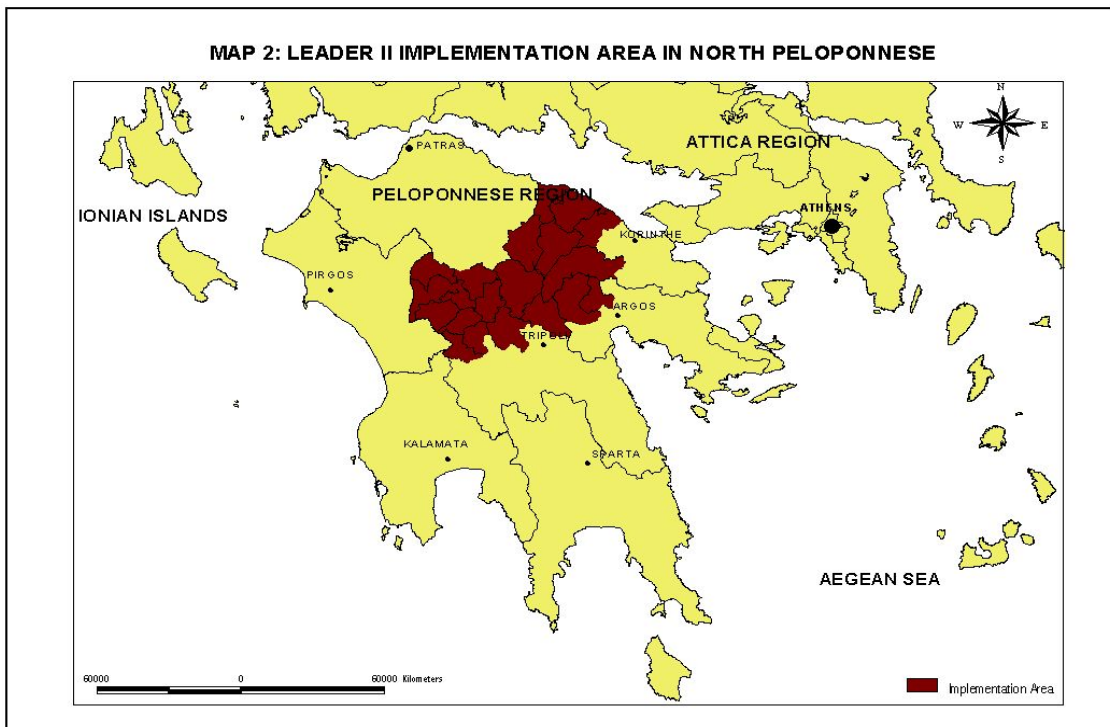 MAP 2: LEADER II IMPLEMENTATION AREA IN NORTH PELOPONNESE
N
W E
S
ATTICA REGION
PATRAS
PELOPONNESE REGION
IONIAN ISLANDS
ATHENS
KORINTHE
PIRGOS
ARGOS
KALAMATA
SPARTA
AEGEAN SEA
60000 0 60000 Kilometers
Implementation Area